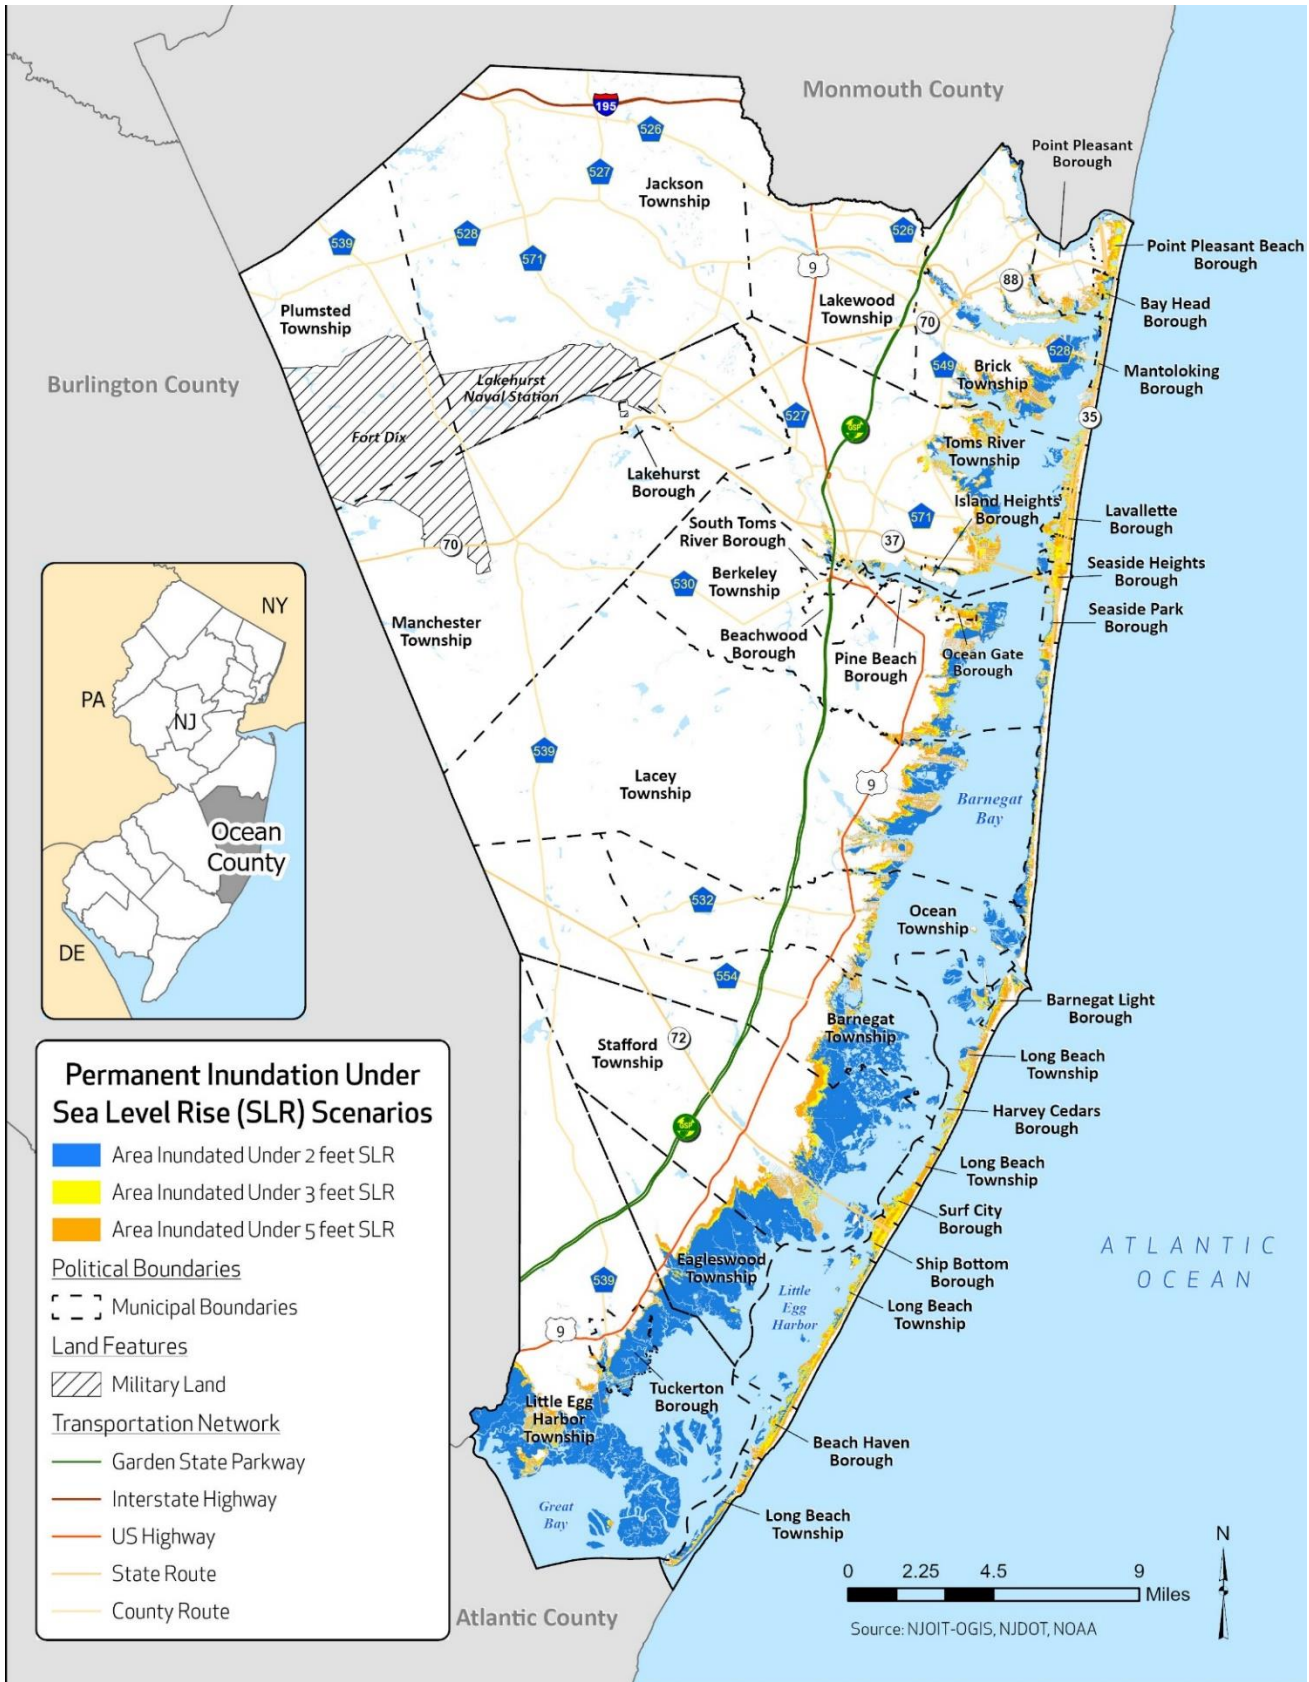 Monmouth County
195
526
Point Pleasant
Borough
527
Jackson
Township
539
528
571
526
Point Pleasant Beach
Borough
9
88
Plumsted
Township
Lakewood
Township
70
Bay Head
Borough
Burlington County
Lakehurst
Naval Station
549
528
Brick
Township
Mantoloking
Borough
35
527
GSP
Fort Dix
Toms River
Township
Lakehurst
Borough
Island Heights
Borough
571
Lavallette
Borough
South Toms
River Borough
37
70
Seaside Heights
Borough
Berkeley
Township
530
Seaside Park
Borough
Manchester
Township
Beachwood
Borough
Pine Beach
Borough
Ocean Gate
Borough
NY
PA
NJ
Ocean
County
DE
539
Lacey
Township
9
Barnegat
Bay
532
Ocean
Township
554
Barnegat Light
Borough
Barnegat
Township
Stafford
Township
72
Long Beach
Township
GSP
Harvey Cedars
Borough
Long Beach
Township
Surf City
Borough
Eagleswood
Township
Ship Bottom
Borough
ATLANTIC
OCEAN
539
Little
Egg
Harbor
Long Beach
Township
9
Tuckerton
Borough
Little Egg
Harbor
Township
Beach Haven
Borough
Great
Bay
Long Beach
Township
Atlantic County
Permanent Inundation Under
Sea Level Rise (SLR) Scenarios
Area Inundated Under 2 feet SLR
Area Inundated Under 3 feet SLR
Area Inundated Under 5 feet SLR
Political Boundaries
Municipal Boundaries
Land Features
Military Land
Transportation Network
Garden State Parkway
Interstate Highway
US Highway
State Route
County Route
N
0 2.25 4.5 9
Miles
Source: NJOIT-OGIS, NJDOT, NOAA